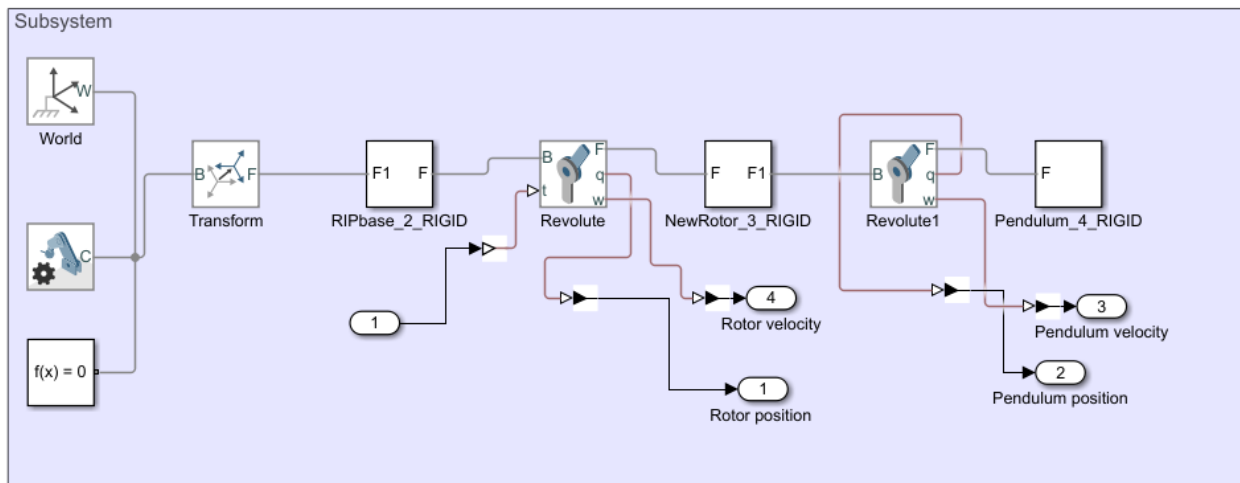 Subsystem
W
World
C
f(x) = 0
B
F
Transform
F1
F
RIPbase_2_RIGID
B
t
F
q
w
Revolute
F
F1
NewRotor_3_RIGID
B
F
q
w
Revolute1
F
Pendulum_4_RIGID
1
4
Rotor velocity
1
Rotor position
3
Pendulum velocity
2
Pendulum position